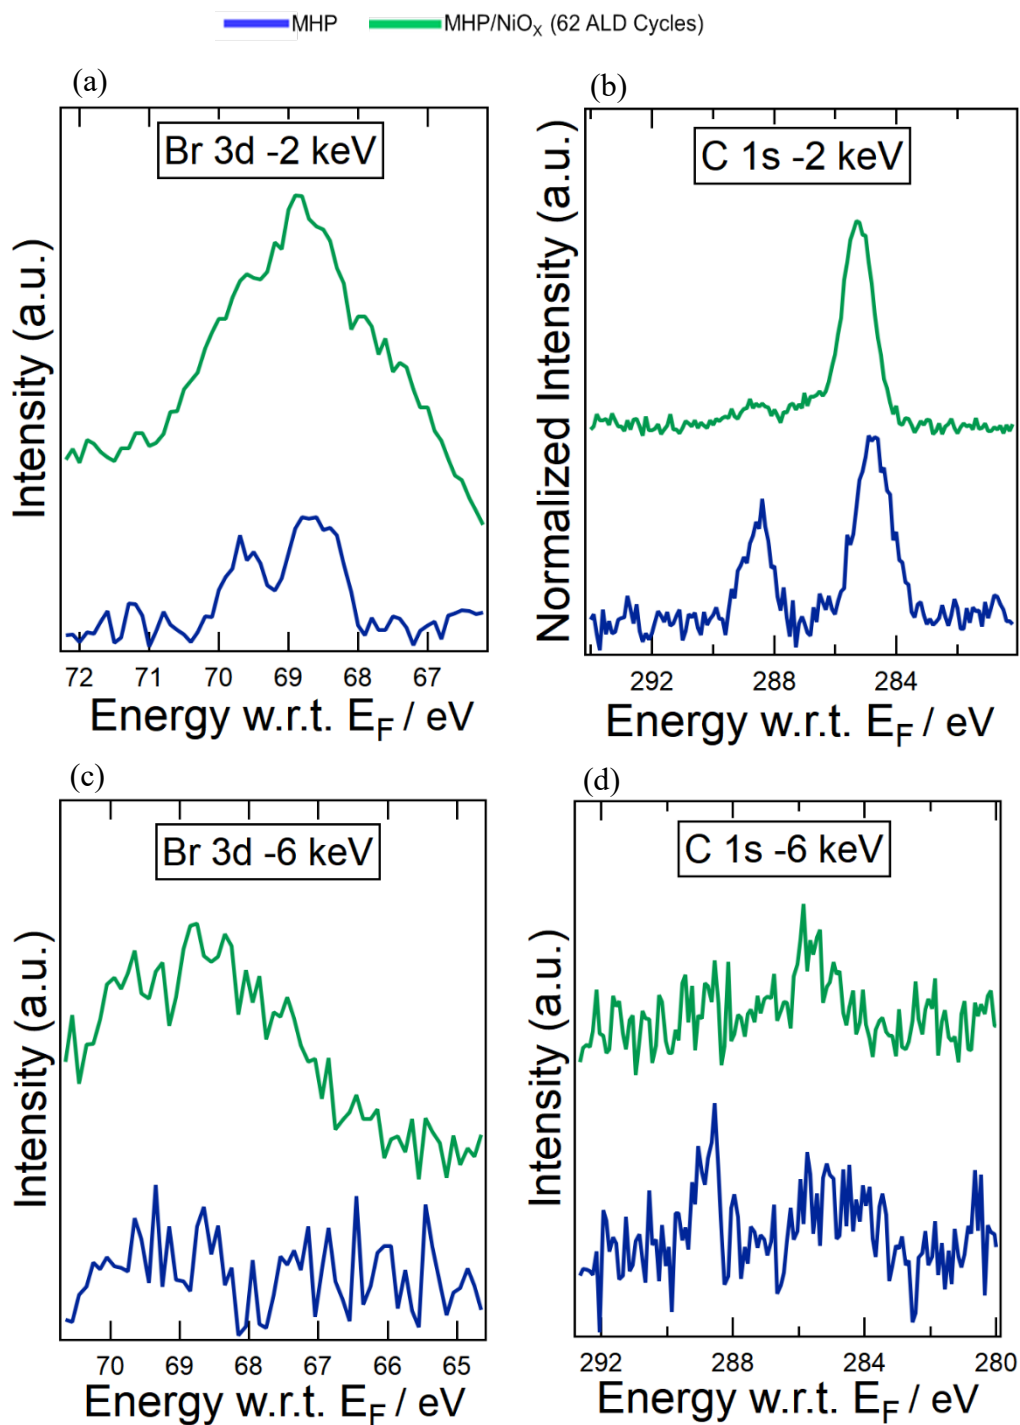 MHP MHP/NiOX (62 ALD Cycles)
(a)
Br 3d -2 keV
Intensity (a.u.)
72 71 70 69 68 67
Energy w.r.t. EF / eV
(b)
C 1s -2 keV
Normalized Intensity (a.u.)
292 288 284
Energy w.r.t. EF / eV
(c)
Br 3d -6 keV
Intensity (a.u.)
70 69 68 67 66 65
Energy w.r.t. EF / eV
(d)
C 1s -6 keV
Intensity (a.u.)
292 288 284 280
Energy w.r.t. EF / eV